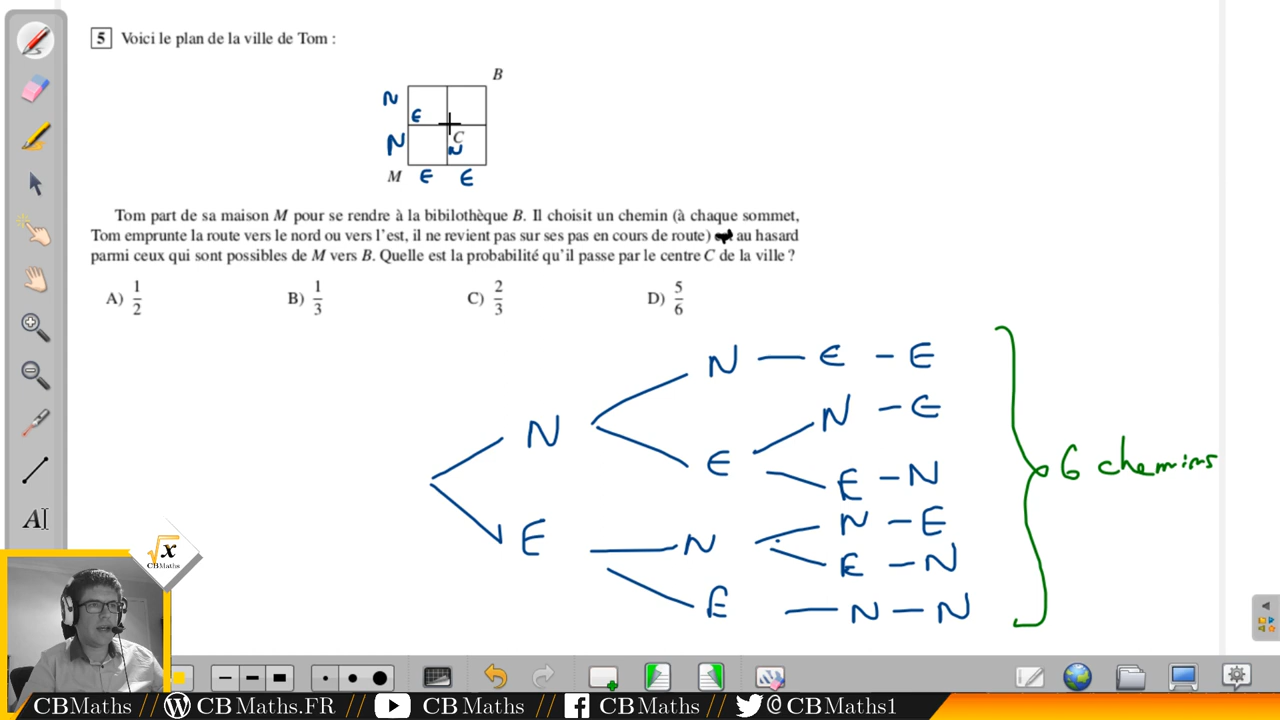 5 Voici le plan de la ville de Tom :
B
N
E
C
N
N
M E E
Tom part de sa maison M pour se rendre à la bibilothèque B. Il choisit un chemin (à chaque sommet,
Tom emprunte la route vers le nord ou vers l'est, il ne revient pas sur ses pas en cours de route) au hasard
parmi ceux qui sont possibles de M vers B. Quelle est la probabilité qu'il passe par le centre C de la ville ?
A) 1/2 B) 1/3 C) 2/3 D) 5/6
N — E – E
N – E
N
E
E – N
6 chemins
N – E
E
N
E – N
E — N — N
AI
√x
CBMaths
CBMaths // CBMaths.FR // CBMaths // CBMaths // @CBMaths1